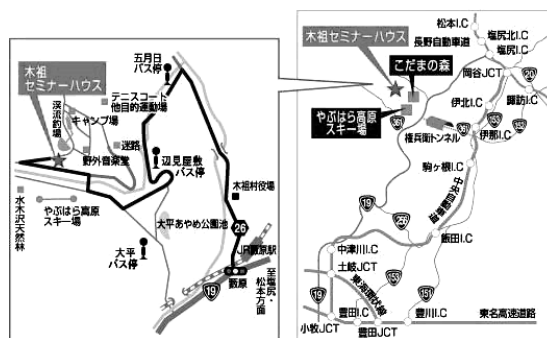 木祖
セミナーハウス
五月日
バス停
テニスコート
他目的運動場
渓流釣場
キャンプ場
迷路
野外音楽堂
辺見屋敷
バス停
木祖村役場
やぶはら高原
スキー場
水木沢天然林
大平あやめ公園池
大平
バス停
26
JR藪原駅
藪原
19
至塩尻・
松本方面
木祖
セミナーハウス
こだまの森
やぶはら高原
スキー場
松本I.C
長野自動車道
塩尻北I.C
塩尻I.C
岡谷JCT
20
諏訪I.C
伊北I.C
361
権兵衛トンネル
361
伊那I.C
駒ヶ根I.C
中央自動車道
19
飯田I.C
中津川I.C
土岐JCT
東海環状線
153
151
19
小牧JCT
豊田I.C
豊田JCT
豊川I.C
東名高速道路